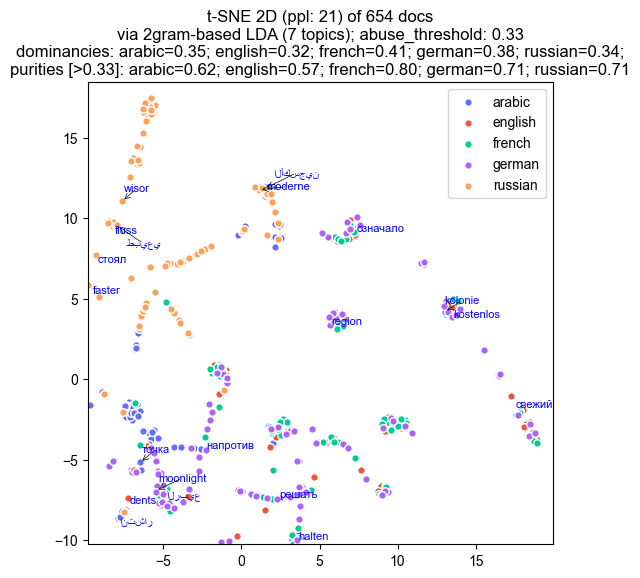 t-SNE 2D (ppl: 21) of 654 docs
via 2gram-based LDA (7 topics); abuse_threshold: 0.33
dominancies: arabic=0.35; english=0.32; french=0.41; german=0.38; russian=0.34;
purities [>0.33]: arabic=0.62; english=0.57; french=0.80; german=0.71; russian=0.71
arabic
english
french
german
russian
15
10
5
0
−5
−10
−5
0
5
10
15
wisor
moderne
fluss
означало
стоял
faster
kolonie
kostenlos
region
свежий
напротив
точка
moonlight
решать
dents
halten